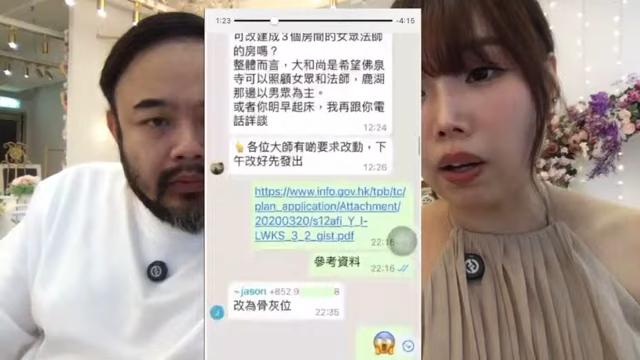 1:23
-4:15
可改建成3個房間的女眾法師
的房嗎？
整體而言，大和尚是希望佛泉
寺可以照顧女眾和法師，鹿湖
那邊以男眾為主。
或者你明早起床，我再跟你電
話詳談
12:24
👆各位大師有啲要求改動，下
午改好先發出
12:26
https://www.info.gov.hk/tpb/tc/
plan_application/Attachment/
20200320/s12afi_Y_I-
LWKS_3_2_gist.pdf
22:16
參考資料
22:16
~jason +852 9 8
改為骨灰位
22:35